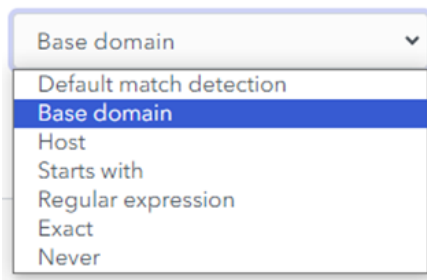 Base domain
Default match detection
Base domain
Host
Starts with
Regular expression
Exact
Never